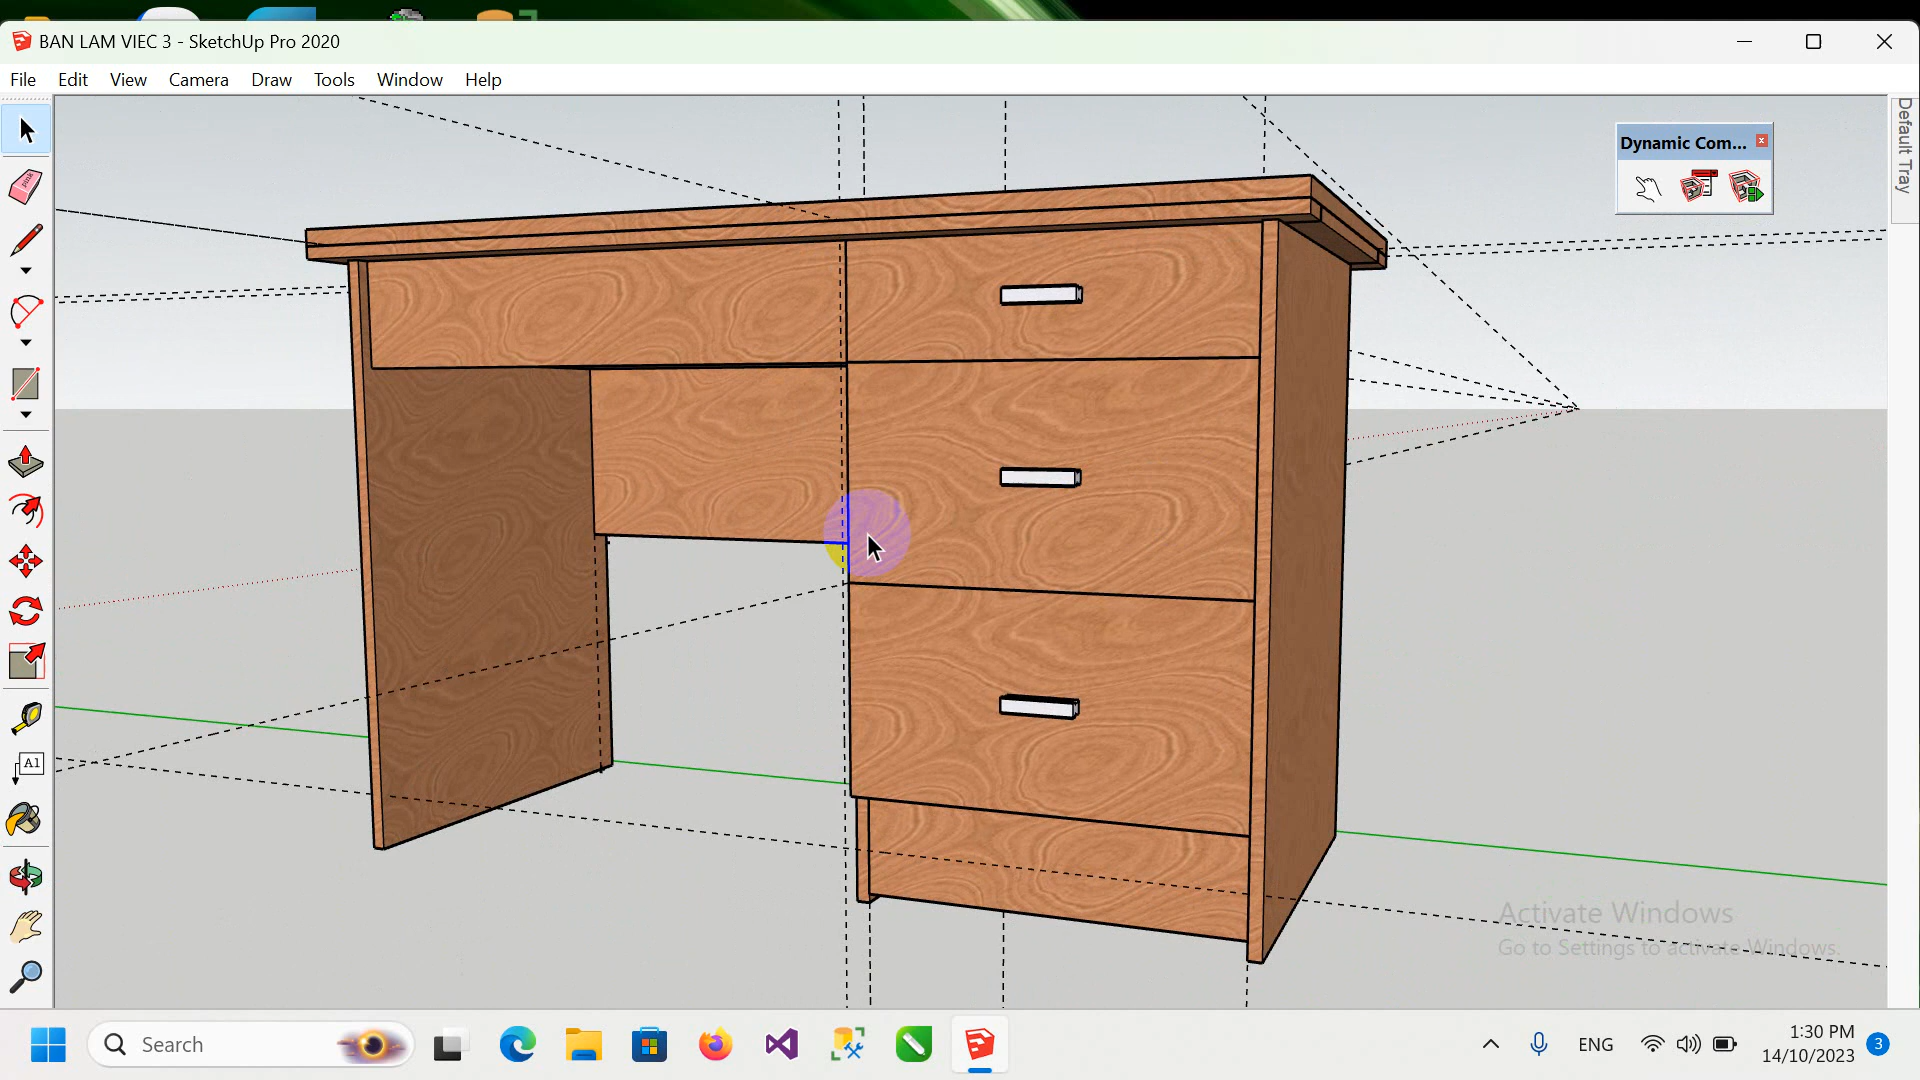 BAN LAM VIEC 3 - SketchUp Pro 2020
File Edit View Camera Draw Tools Window Help
Default Tray
Dynamic Com...
A1
Activate Windows
Go to Settings to activate Windows.
Search
ENG
1:30 PM
14/10/2023
3